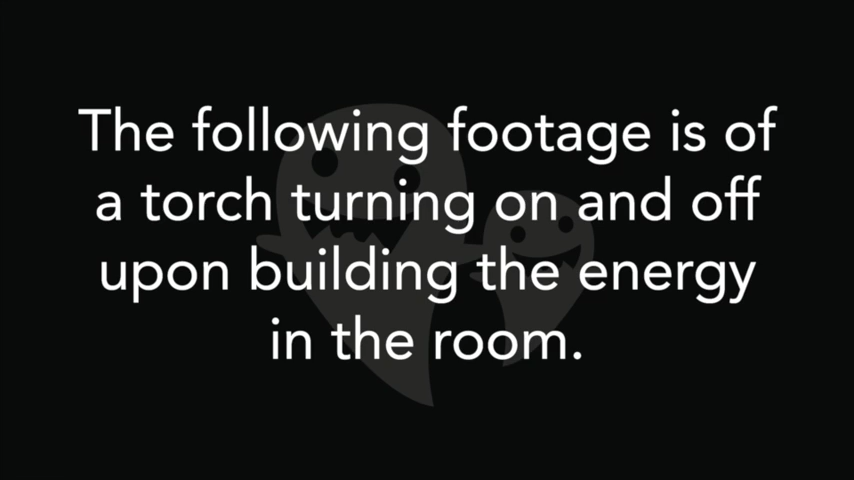 The following footage is of
a torch turning on and off
upon building the energy
in the room.